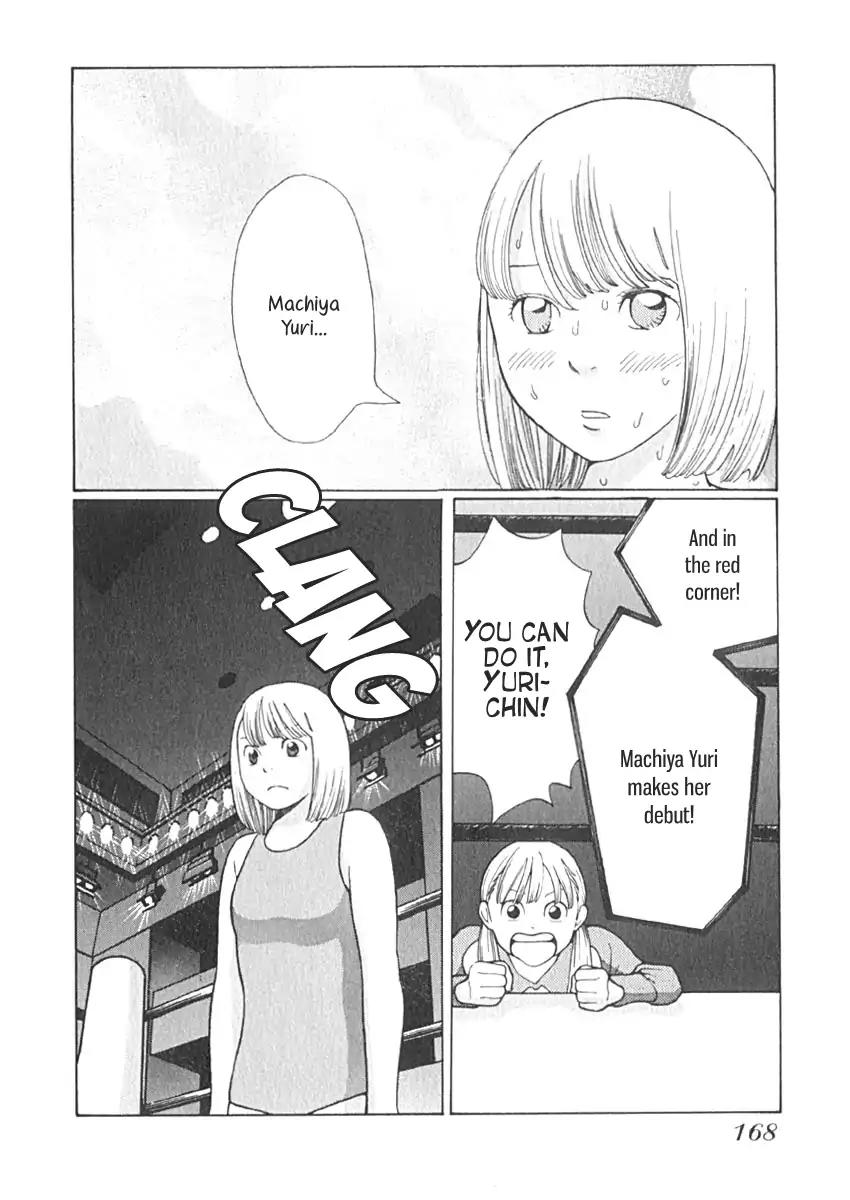 Machiya
Yuri...
And in
the red
corner!
Machiya Yuri
makes her
debut!
YOU CAN
DO IT,
YURI-
CHIN!
CLANG
168